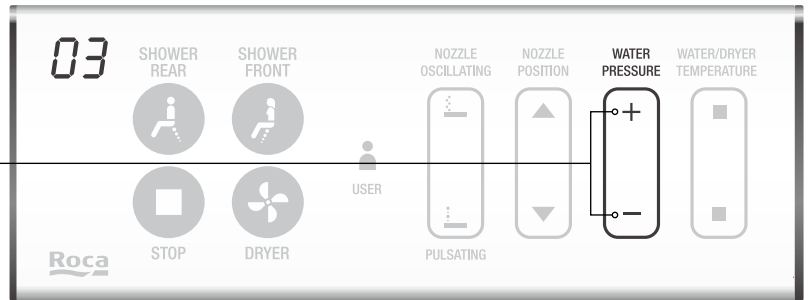 03
SHOWER
REAR
SHOWER
FRONT
NOZZLE
OSCILLATING
NOZZLE
POSITION
WATER
PRESSURE
WATER/DRYER
TEMPERATURE
+
−
USER
STOP
DRYER
PULSATING
Roca